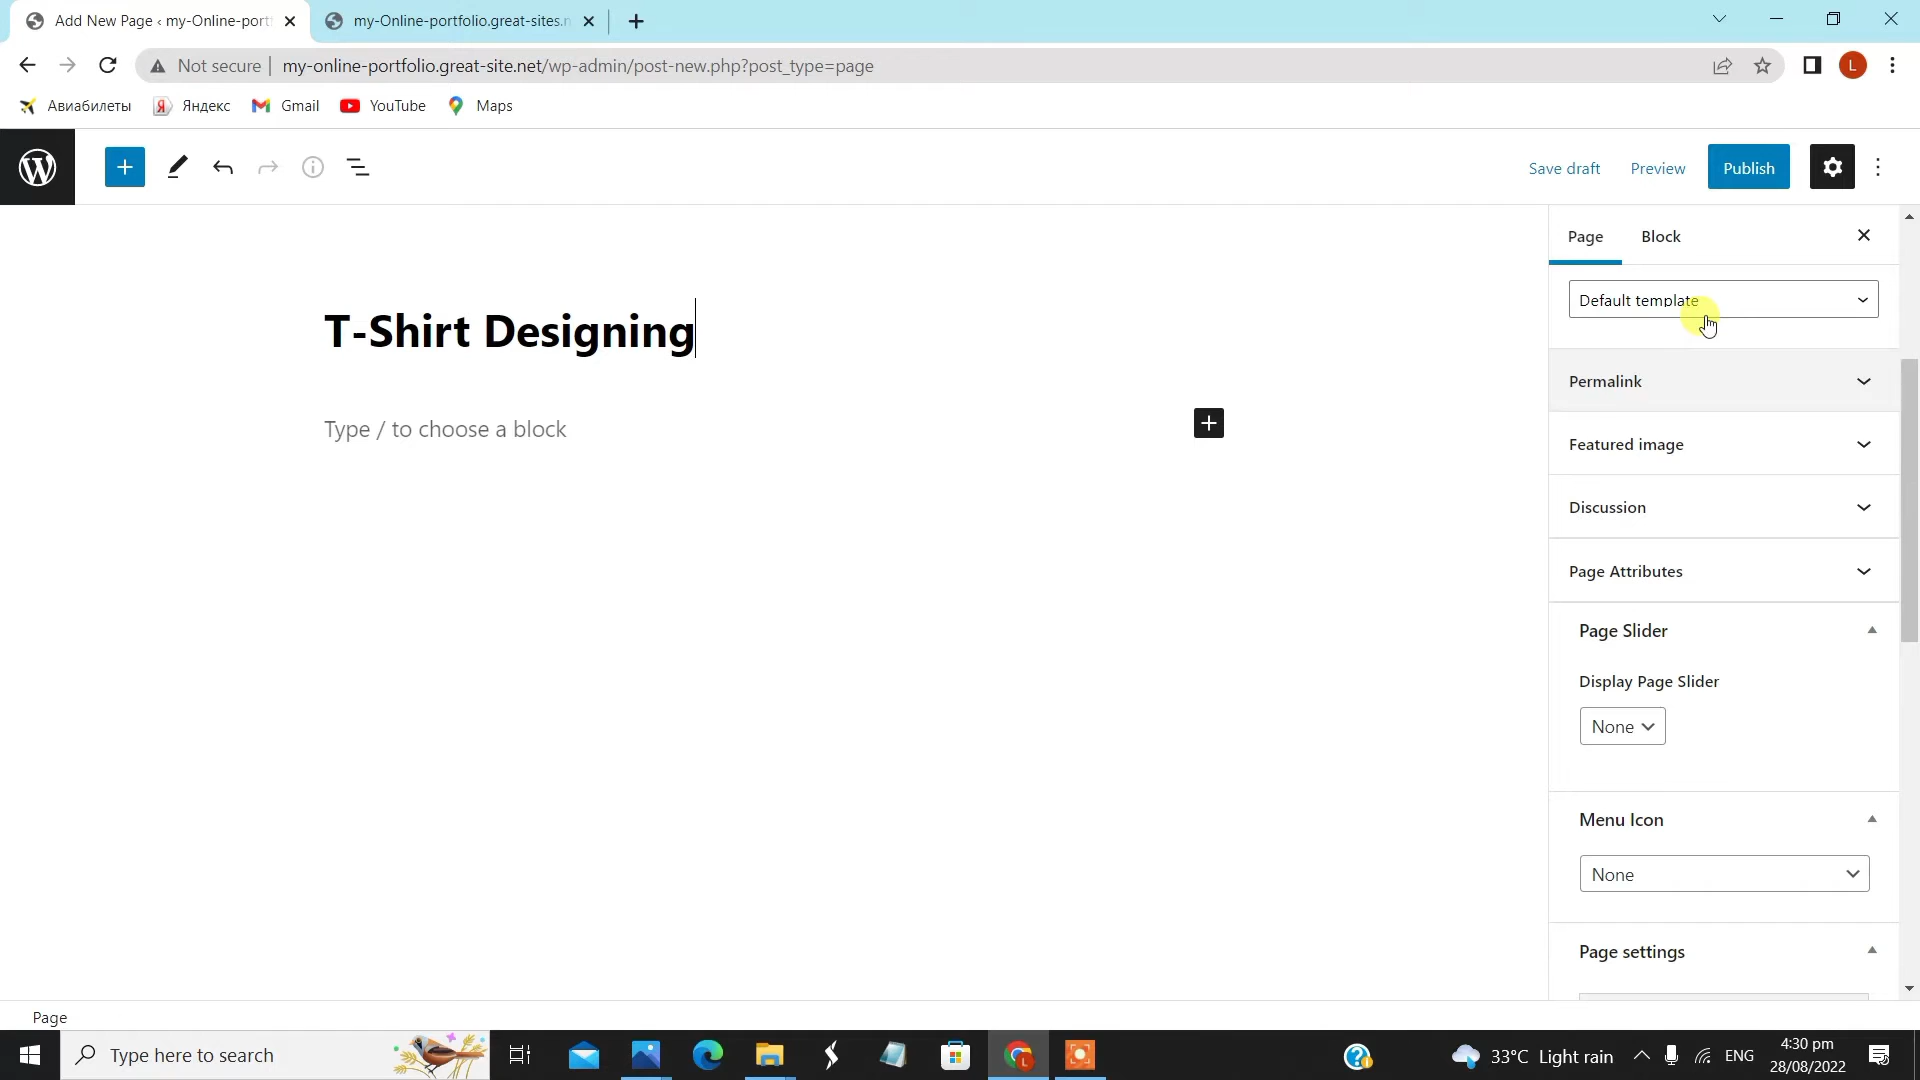 Add New Page ‹ my-Online-port
my-Online-portfolio.great-sites.n
Not secure
my-online-portfolio.great-site.net/wp-admin/post-new.php?post_type=page
L
Авиабилеты
Яндекс
Gmail
YouTube
Maps
Save draft
Preview
Publish
Page
Block
Default template
T-Shirt Designing
Type / to choose a block
Permalink
Featured image
Discussion
Page Attributes
Page Slider
Display Page Slider
None
Menu Icon
None
Page settings
Page
Type here to search
33°C Light rain
ENG
4:30 pm
28/08/2022